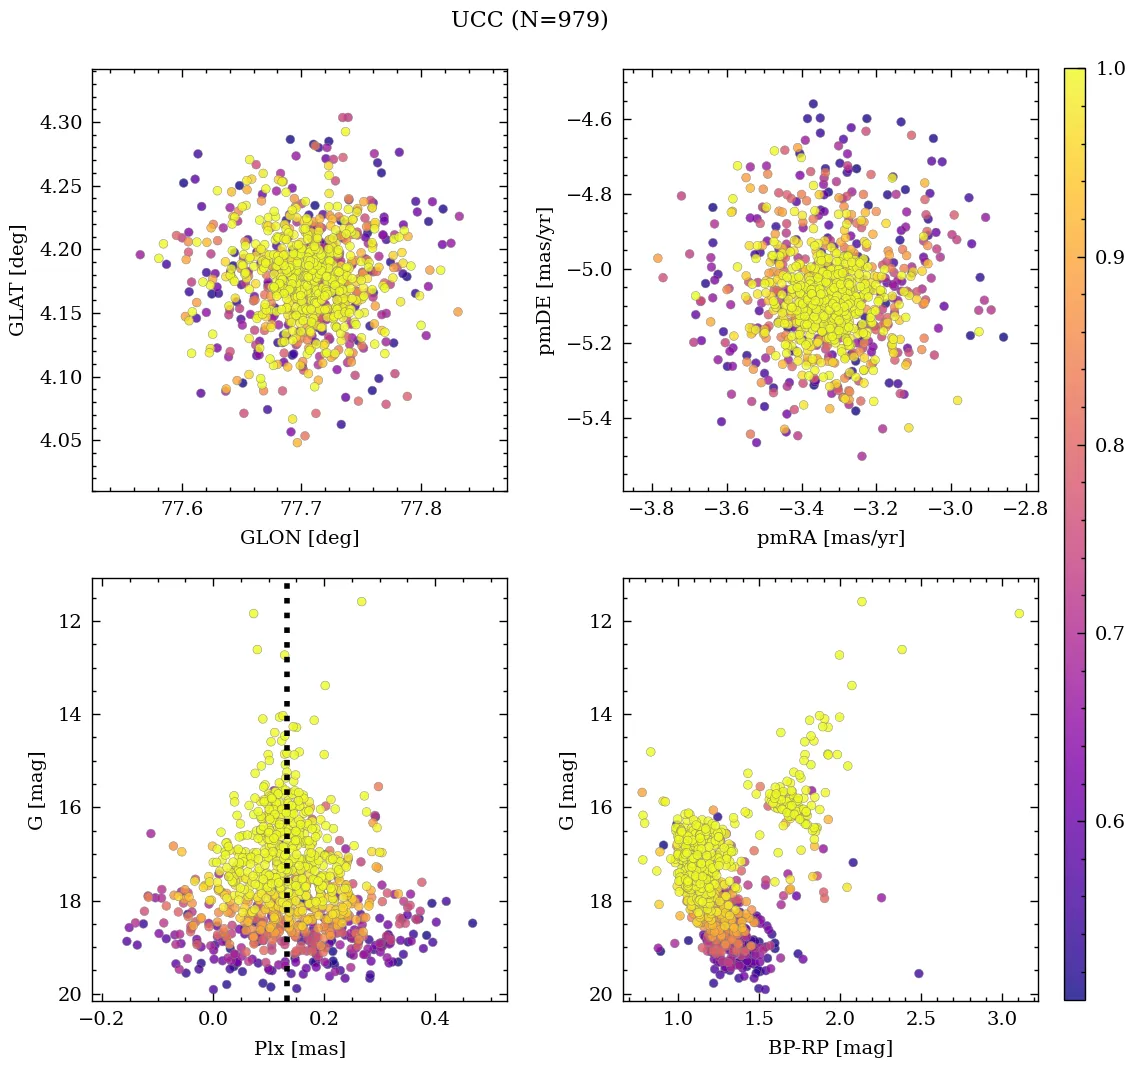 UCC (N=979)
4.30
4.25
4.20
4.15
4.10
4.05
GLAT [deg]
77.6 77.7 77.8
GLON [deg]
−4.6
−4.8
−5.0
−5.2
−5.4
pmDE [mas/yr]
−3.8 −3.6 −3.4 −3.2 −3.0 −2.8
pmRA [mas/yr]
12
14
16
18
20
G [mag]
−0.2 0.0 0.2 0.4
Plx [mas]
12
14
16
18
20
G [mag]
1.0 1.5 2.0 2.5 3.0
BP-RP [mag]
1.0
0.9
0.8
0.7
0.6